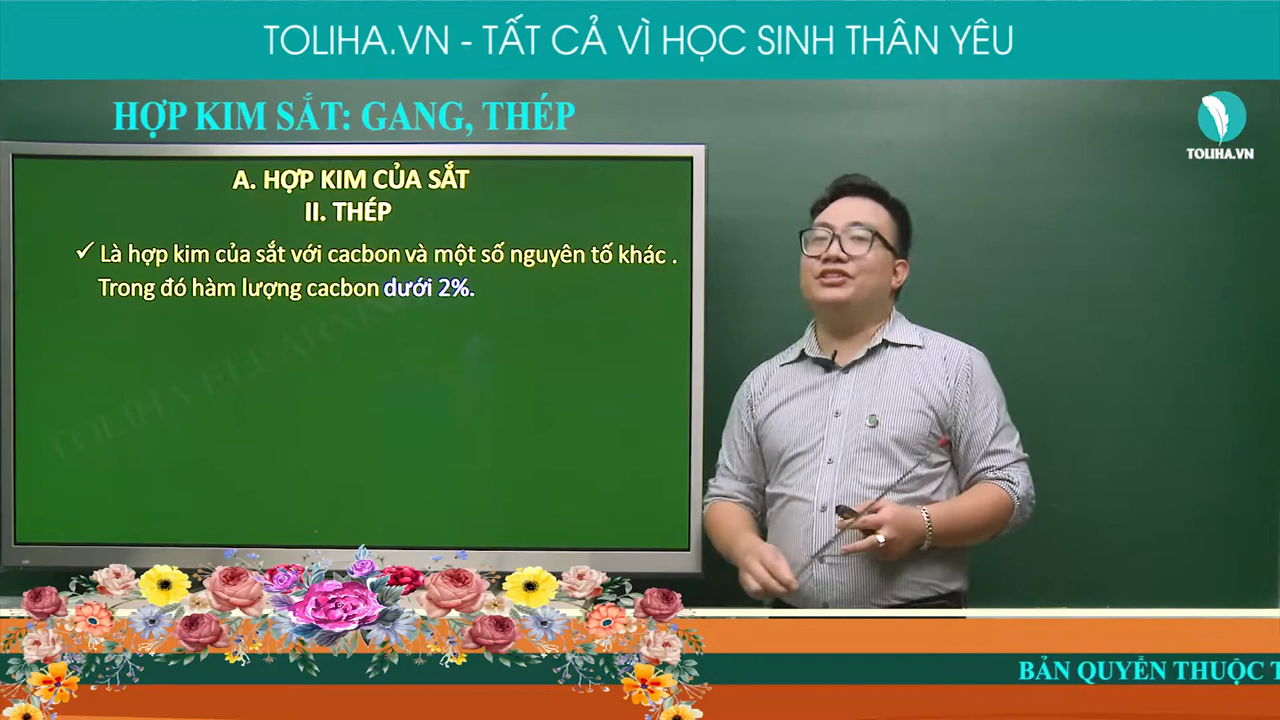 TOLIHA.VN - TẤT CẢ VÌ HỌC SINH THÂN YÊU
HỢP KIM SẮT: GANG, THÉP
TOLIHA.VN
A. HỢP KIM CỦA SẮT
II. THÉP
✓ Là hợp kim của sắt với cacbon và một số nguyên tố khác .
Trong đó hàm lượng cacbon dưới 2%.
TOLIHA ELEARNING
BẢN QUYỀN THUỘC T